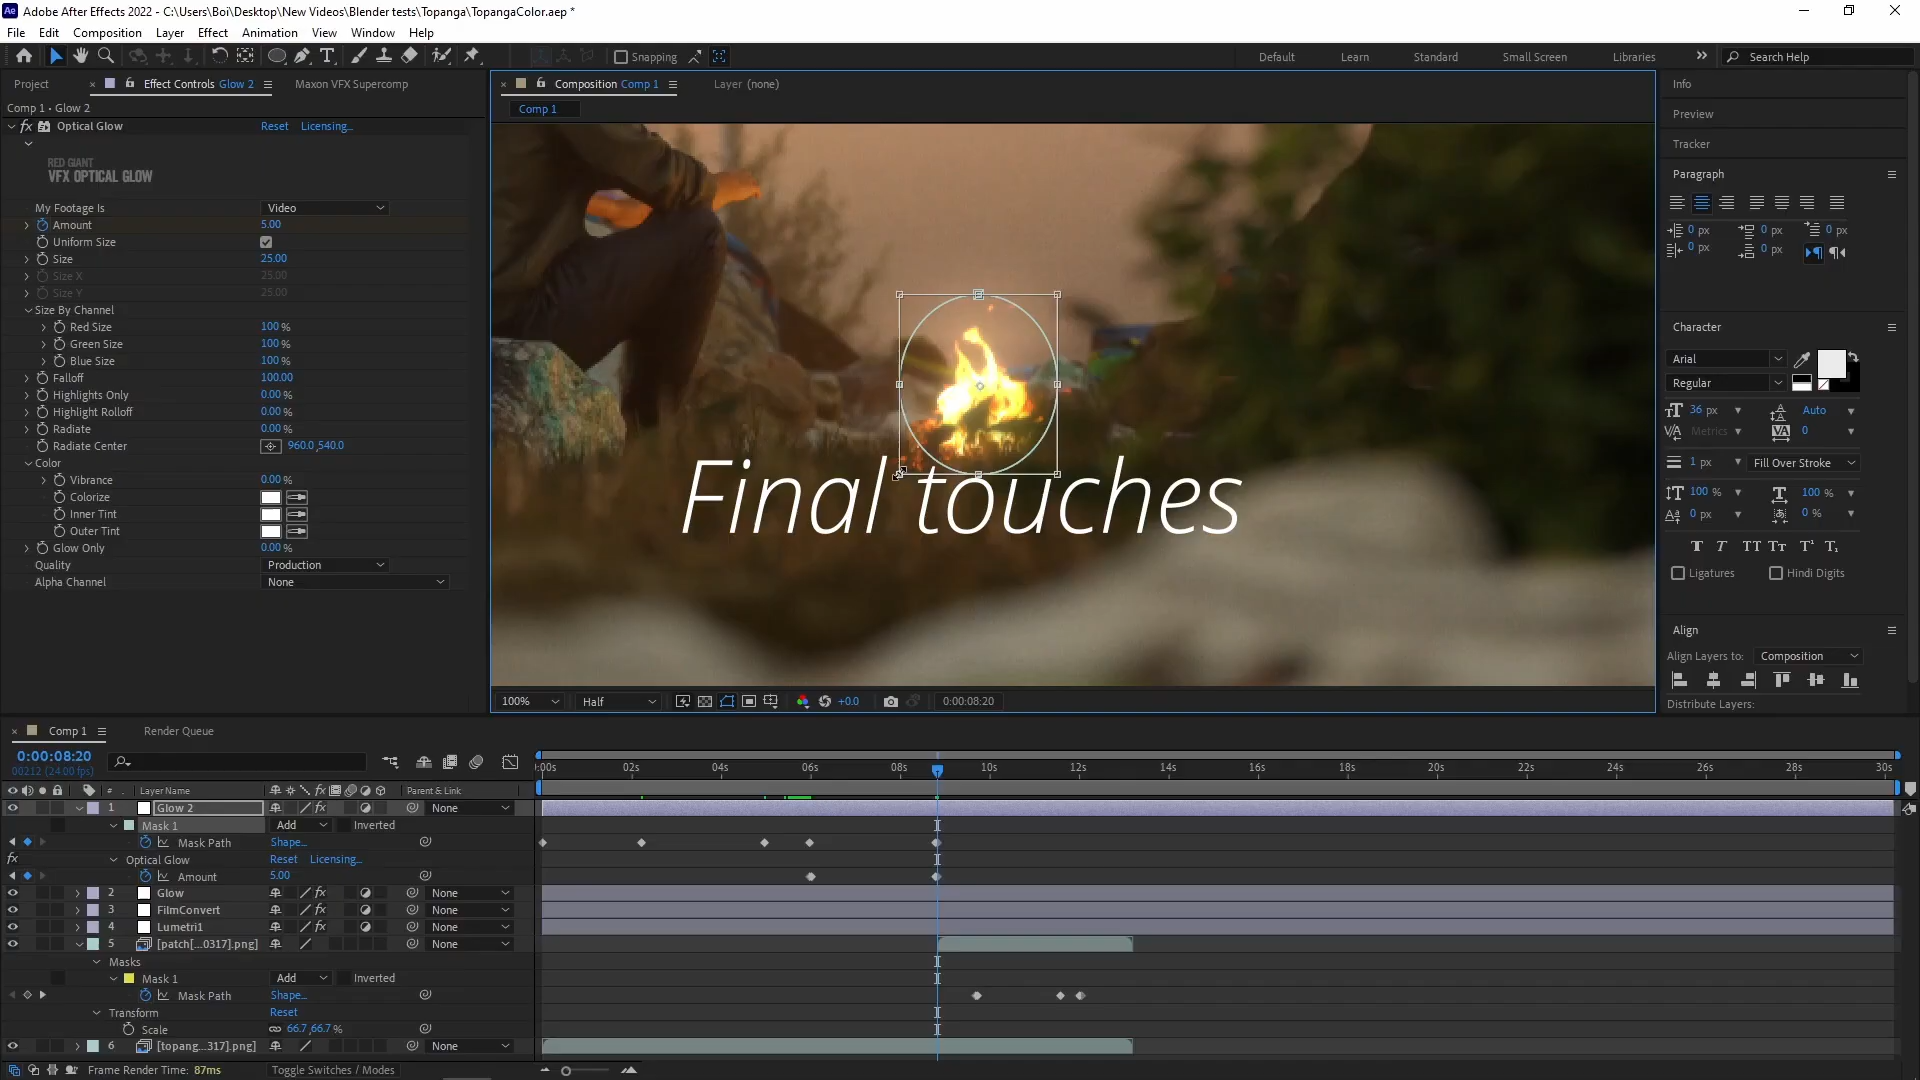 Adobe After Effects 2022 - C:\Users\Boi\Desktop\New Videos\Blender tests\Topanga\TopangaColor.aep *
File Edit Composition Layer Effect Animation View Window Help
Snapping
Default Learn Standard Small Screen Libraries Search Help
Project Effect Controls Glow 2 Maxon VFX Supercomp
Comp 1 • Glow 2
fx Optical Glow Reset Licensing...
RED GIANT
VFX OPTICAL GLOW
My Footage Is Video
Amount 5.00
Uniform Size
Size 25.00
Size X 25.00
Size Y 25.00
Size By Channel
Red Size 100 %
Green Size 100 %
Blue Size 100 %
Falloff 100.00
Highlights Only 0.00 %
Highlight Rolloff 0.00 %
Radiate 0.00 %
Radiate Center 960.0,540.0
Color
Vibrance 0.00 %
Colorize
Inner Tint
Outer Tint
Glow Only 0.00 %
Quality Production
Alpha Channel None
Composition Comp 1 Layer (none)
Comp 1
Final touches
100% Half +0.0 0:00:08:20
Info
Preview
Tracker
Paragraph
0 px 0 px 0 px
0 px 0 px
Character
Arial
Regular
36 px Auto
Metrics 0
1 px Fill Over Stroke
100 % 100 %
0 px 0 %
T T TT Tt T¹ T₁
Ligatures Hindi Digits
Align
Align Layers to: Composition
Distribute Layers:
Comp 1 Render Queue
0:00:08:20
00212 (24.00 fps)
:00s 02s 04s 06s 08s 10s 12s 14s 16s 18s 20s 22s 24s 26s 28s 30s
# Layer Name Parent & Link
1 Glow 2 fx None
Mask 1 Add Inverted
Mask Path Shape...
fx Optical Glow Reset Licensing...
Amount 5.00
2 Glow fx None
3 FilmConvert fx None
4 Lumetri1 fx None
5 [patch[...0317].png] None
Masks
Mask 1 Add Inverted
Mask Path Shape...
Transform Reset
Scale 66.7,66.7 %
6 [topang...317].png] None
Frame Render Time: 87ms Toggle Switches / Modes